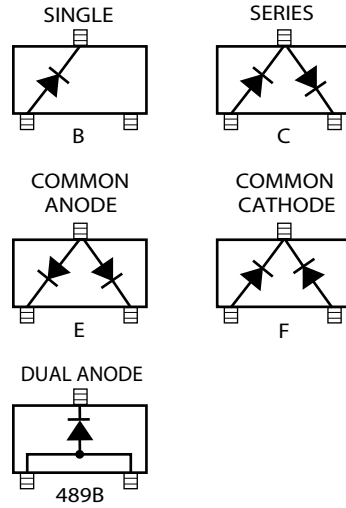 SINGLE
B
SERIES
C
COMMON
ANODE
E
COMMON
CATHODE
F
DUAL ANODE
489B